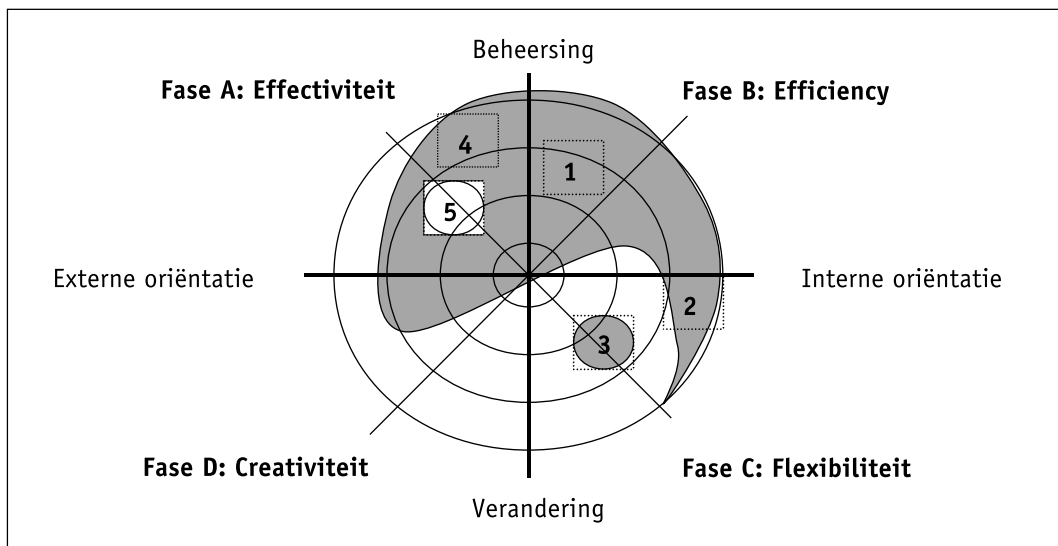 Beheersing
Fase A: Effectiviteit
Fase B: Efficiency
4
1
5
Externe oriëntatie
Interne oriëntatie
2
3
Fase D: Creativiteit
Fase C: Flexibiliteit
Verandering